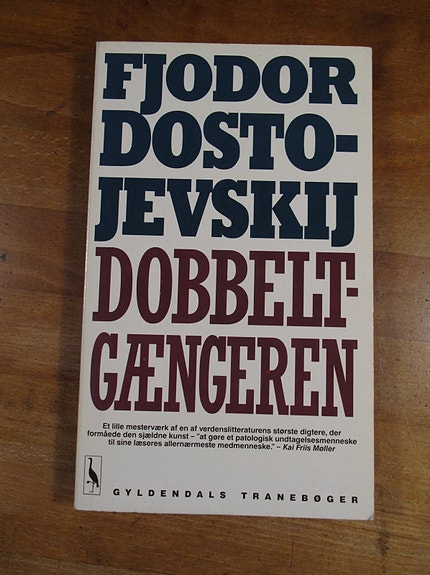 FJODOR
DOSTO-
JEVSKIJ
DOBBELT-
GÆNGEREN
Et lille mesterværk af en af verdenslitteraturens største digtere, der
formåede den sjældne kunst – "at gøre et patologisk undtagelsesmenneske
til sine læseres allernærmeste medmenneske." – Kai Friis Møller
GYLDENDALS TRANEBØGER